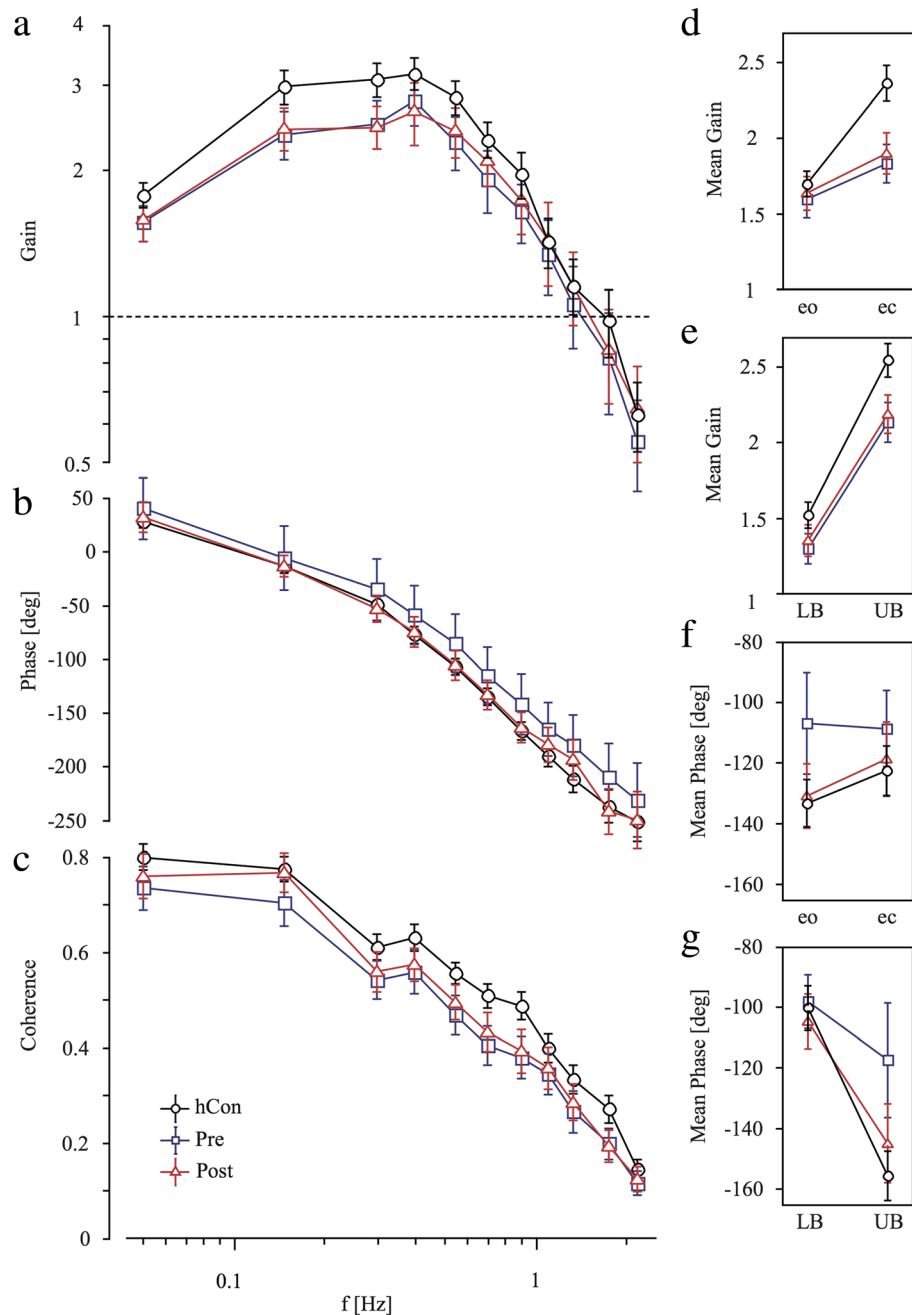 a
4
3
2
Gain
1
0.5
b
50
0
-50
Phase [deg]
-100
-150
-200
-250
c
0.8
0.6
Coherence
0.4
0.2
0
hCon
Pre
Post
0.1
1
f [Hz]
d
2.5
Mean Gain
2
1.5
1
eo
ec
e
2.5
Mean Gain
2
1.5
1
LB
UB
f
-80
-100
Mean Phase [deg]
-120
-140
-160
eo
ec
g
-80
-100
Mean Phase [deg]
-120
-140
-160
LB
UB